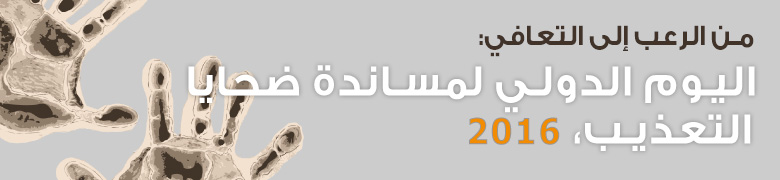 من الرعب إلى التعافي:
اليوم الدولي لمساندة ضحايا
التعذيب، 2016